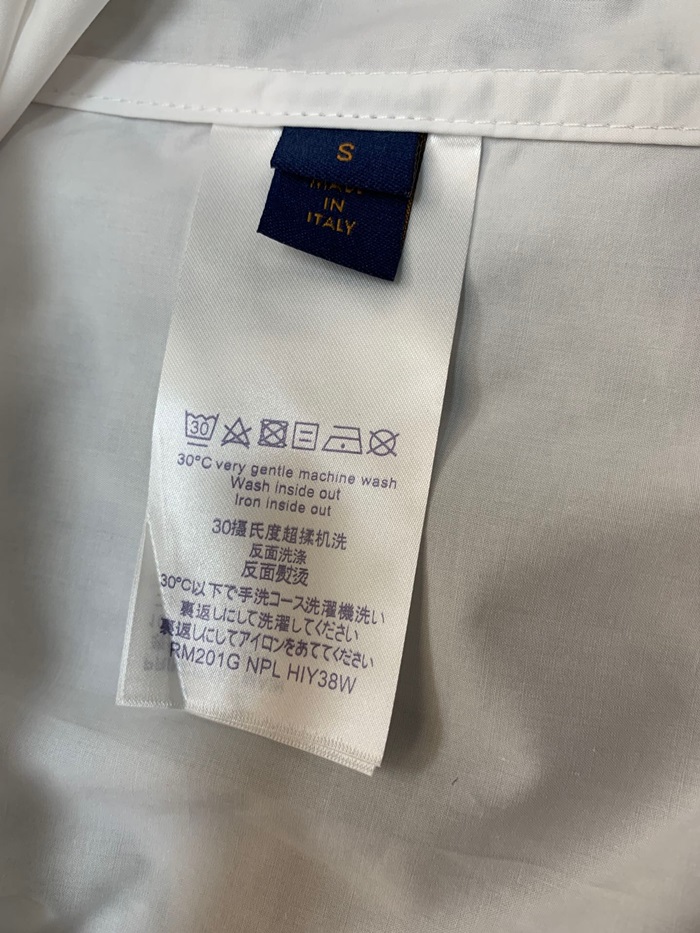 S
MADE
IN
ITALY
30
30°C very gentle machine wash
Wash inside out
Iron inside out
30摄氏度超揉机洗
反面洗涤
反面熨烫
30°C以下で手洗コース洗濯機洗い
裏返しにして洗濯してください
裏返しにしてアイロンをあててください
RM201G NPL HIY38W